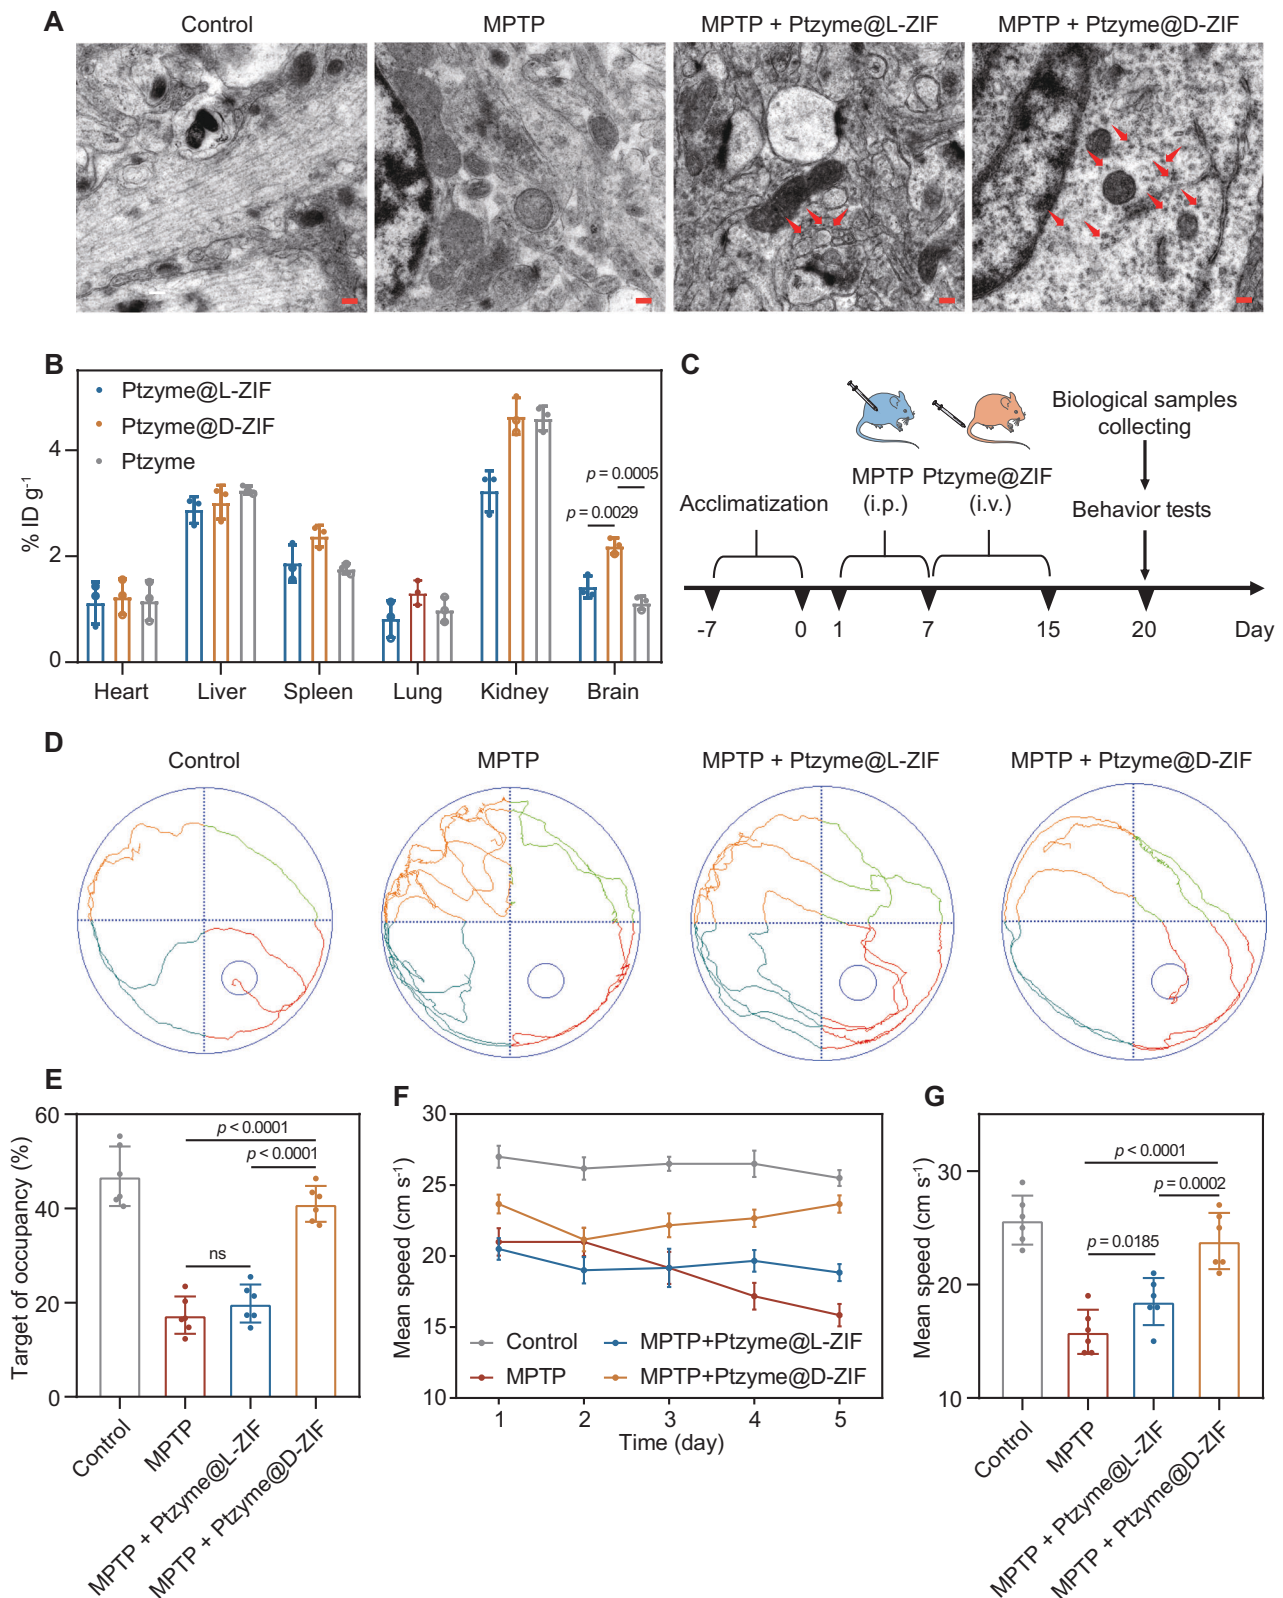 A
Control
MPTP
MPTP + Ptzyme@L-ZIF
MPTP + Ptzyme@D-ZIF
B
Ptzyme@L-ZIF
Ptzyme@D-ZIF
Ptzyme
% ID g⁻¹
4
2
0
p = 0.0005
p = 0.0029
Heart
Liver
Spleen
Lung
Kidney
Brain
C
Acclimatization
MPTP
(i.p.)
Ptzyme@ZIF
(i.v.)
Biological samples
collecting
Behavior tests
-7
0
1
7
15
20
Day
D
Control
MPTP
MPTP + Ptzyme@L-ZIF
MPTP + Ptzyme@D-ZIF
E
Target of occupancy (%)
60
40
20
0
p < 0.0001
p < 0.0001
ns
Control
MPTP
MPTP + Ptzyme@L-ZIF
MPTP + Ptzyme@D-ZIF
F
Mean speed (cm s⁻¹)
30
25
20
15
10
Control
MPTP
MPTP+Ptzyme@L-ZIF
MPTP+Ptzyme@D-ZIF
1
2
3
4
5
Time (day)
G
Mean speed (cm s⁻¹)
30
20
10
p < 0.0001
p = 0.0002
p = 0.0185
Control
MPTP
MPTP + Ptzyme@L-ZIF
MPTP + Ptzyme@D-ZIF